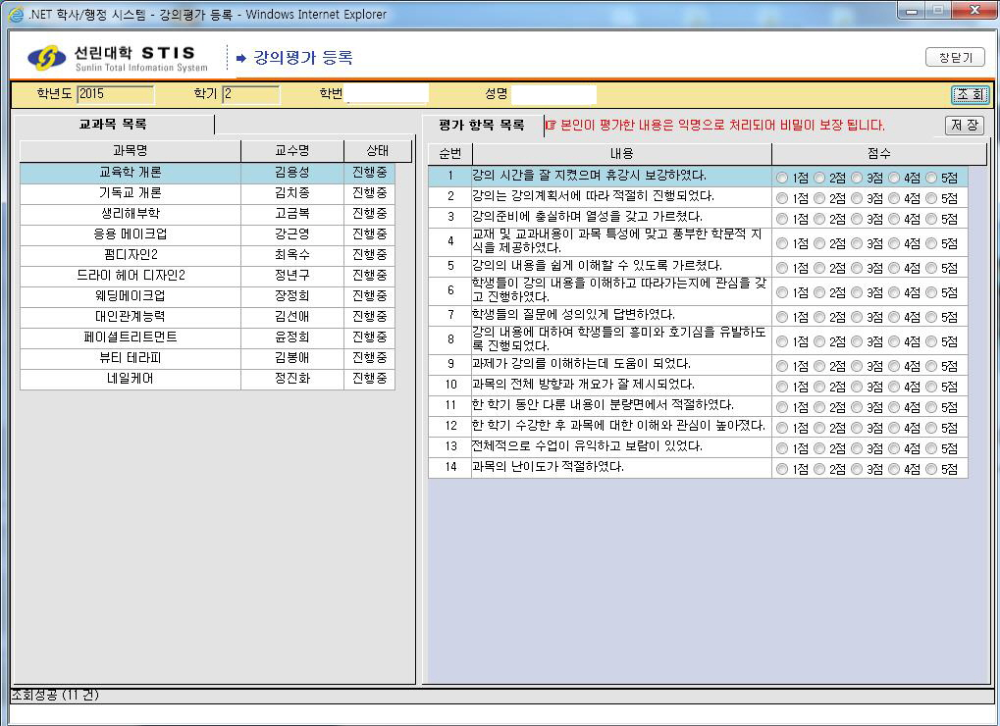 .NET 학사/행정 시스템 - 강의평가 등록 - Windows Internet Explorer
선린대학 STIS
Sunlin Total Infomation System
강의평가 등록
창닫기
학년도 2015 학기 2 학번 성명 조회
교과목 목록
과목명 교수명 상태
교육학 개론 김용성 진행중
기독교 개론 김치종 진행중
생리해부학 고금복 진행중
응용 메이크업 강근영 진행중
펌디자인2 최옥수 진행중
드라이 헤어 디자인2 정년구 진행중
웨딩메이크업 장정희 진행중
대인관계능력 김선애 진행중
페이셜트리트먼트 윤정희 진행중
뷰티 테라피 김봉애 진행중
네일케어 정진화 진행중
평가 항목 목록 ☞ 본인이 평가한 내용은 익명으로 처리되어 비밀이 보장 됩니다. 저장
순번 내용 점수
1 강의 시간을 잘 지켰으며 휴강시 보강하였다. 1점 2점 3점 4점 5점
2 강의는 강의계획서에 따라 적절히 진행되었다. 1점 2점 3점 4점 5점
3 강의준비에 충실하며 열성을 갖고 가르쳤다. 1점 2점 3점 4점 5점
4 교재 및 교과내용이 과목 특성에 맞고 풍부한 학문적 지
식을 제공하였다. 1점 2점 3점 4점 5점
5 강의의 내용을 쉽게 이해할 수 있도록 가르쳤다. 1점 2점 3점 4점 5점
6 학생들이 강의 내용을 이해하고 따라가는지에 관심을 갖
고 진행하였다. 1점 2점 3점 4점 5점
7 학생들의 질문에 성의있게 답변하였다. 1점 2점 3점 4점 5점
8 강의 내용에 대하여 학생들의 흥미와 호기심을 유발하도
록 진행되었다. 1점 2점 3점 4점 5점
9 과제가 강의를 이해하는데 도움이 되었다. 1점 2점 3점 4점 5점
10 과목의 전체 방향과 개요가 잘 제시되었다. 1점 2점 3점 4점 5점
11 한 학기 동안 다룬 내용이 분량면에서 적절하였다. 1점 2점 3점 4점 5점
12 한 학기 수강한 후 과목에 대한 이해와 관심이 높아졌다. 1점 2점 3점 4점 5점
13 전체적으로 수업이 유익하고 보람이 있었다. 1점 2점 3점 4점 5점
14 과목의 난이도가 적절하였다. 1점 2점 3점 4점 5점
조회성공 (11 건)